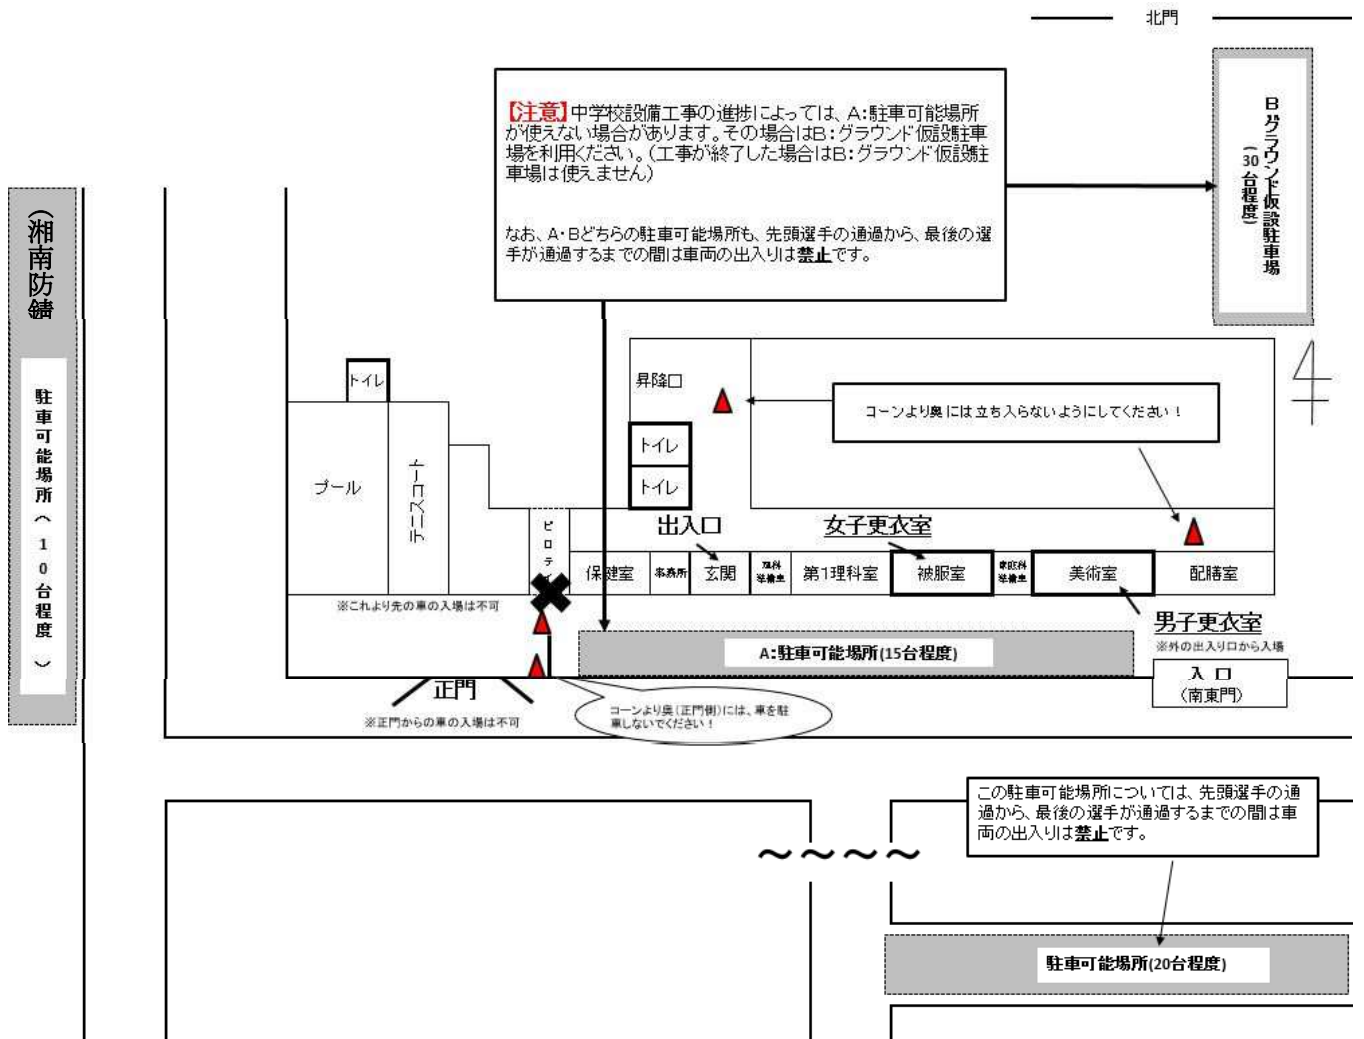 北門
【注意】中学校設備工事の進捗によっては、A:駐車可能場所
が使えない場合があります。その場合はB:グラウンド仮設駐車
場を利用ください。(工事が終了した場合はB:グラウンド仮設駐
車場は使えません)
なお、A・Bどちらの駐車可能場所も、先頭選手の通過から、最後の選
手が通過するまでの間は車両の出入りは禁止です。
B:グラウンド仮設駐車場
(30台程度)
(湘南防錆
駐車可能場所(10台程度)
トイレ
昇降口
コーンより奥には立ち入らないようにしてください!
4
トイレ
トイレ
プール
テニスコート
ピロティ
出入口
女子更衣室
保健室
事務所
玄関
理科
準備室
第1理科室
被服室
家庭科
準備室
美術室
配膳室
※これより先の車の入場は不可
男子更衣室
※外の出入り口から入場
A:駐車可能場所(15台程度)
入 口
(南東門)
正門
※正門からの車の入場は不可
コーンより奥(正門側)には、車を駐
車しないでください!
この駐車可能場所については、先頭選手の通
過から、最後の選手が通過するまでの間は車
両の出入りは禁止です。
~~~~
駐車可能場所(20台程度)